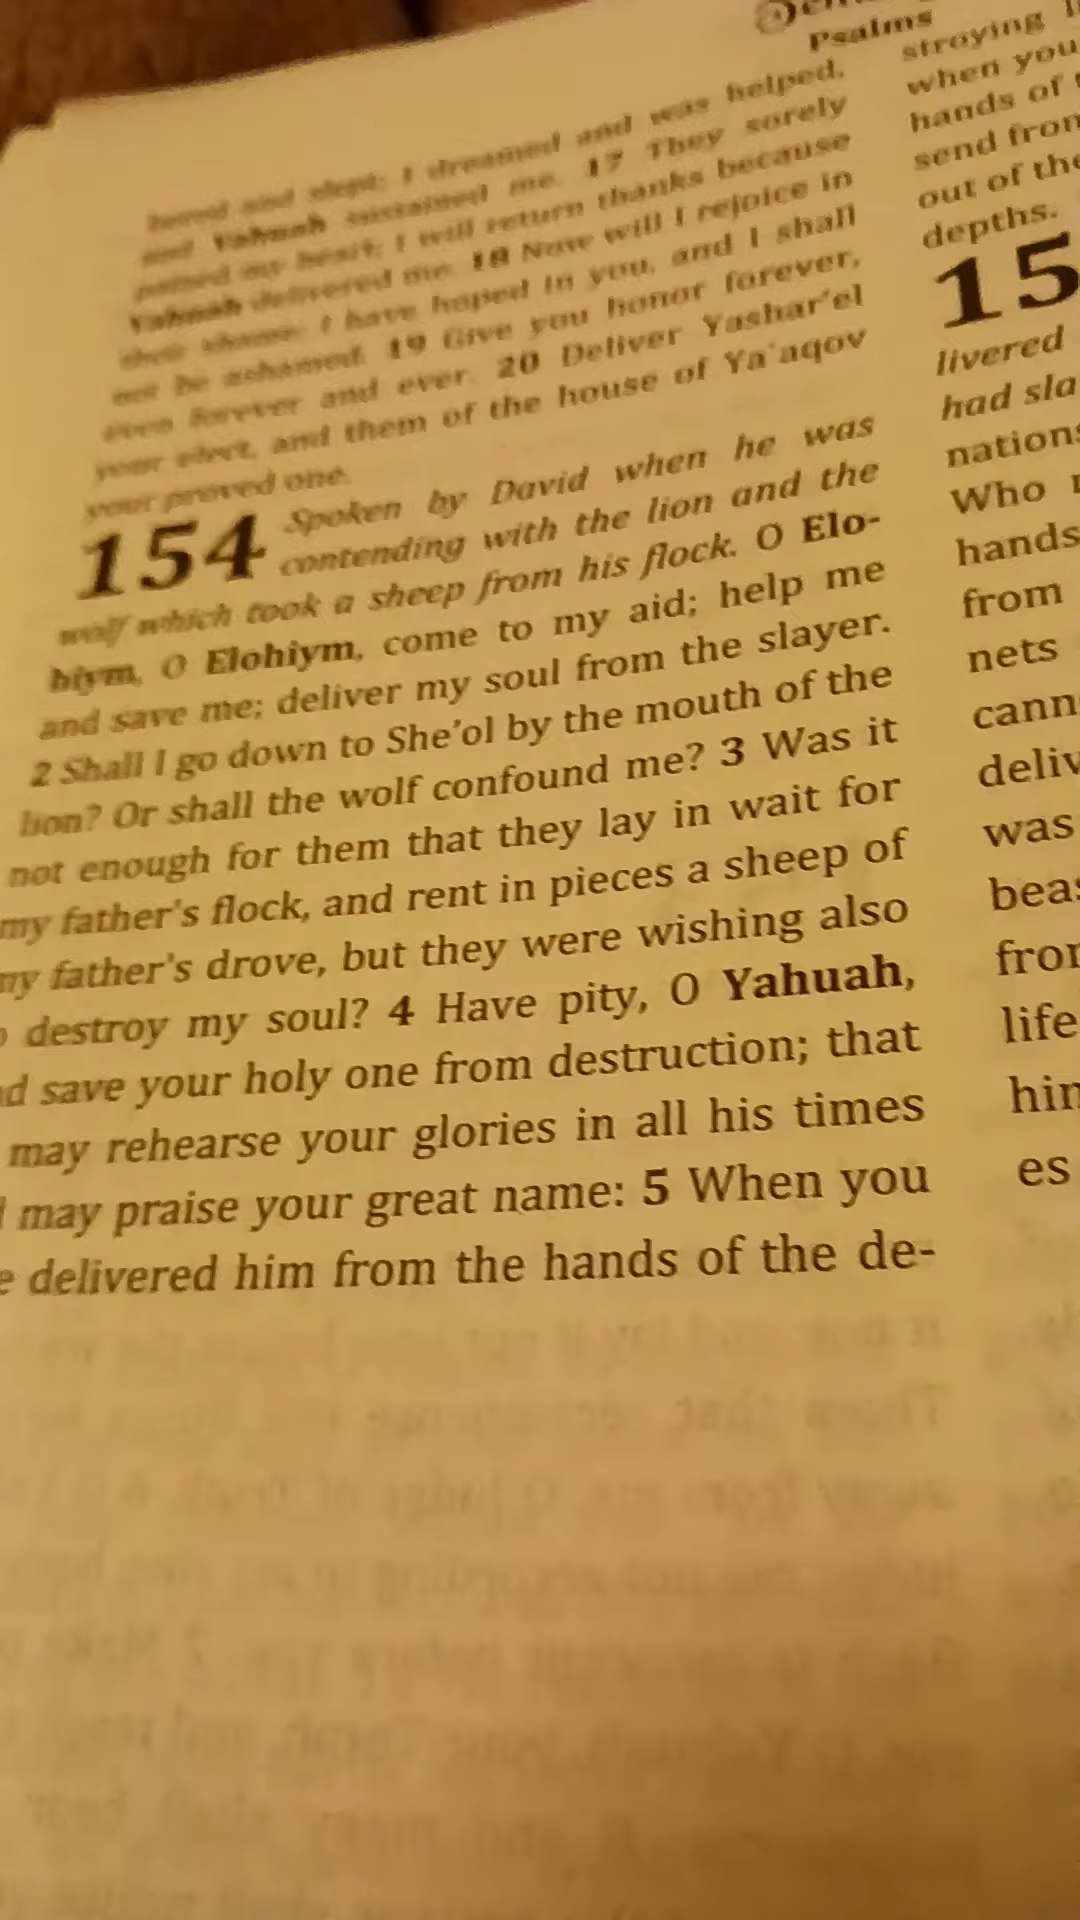 Psalms
and slept; I dreamed and was helped,
and Yahuah sustained me. 17 They sorely
pained my heart; I will return thanks because
Yahuah delivered me. 18 Now will I rejoice in
their shame: I have hoped in you, and I shall
not be ashamed. 19 Give you honor forever,
even forever and ever. 20 Deliver Yashar'el
your elect, and them of the house of Ya'aqov
your proved one.
154 Spoken by David when he was
contending with the lion and the
wolf which took a sheep from his flock. O Elo-
hiym, O Elohiym, come to my aid; help me
and save me; deliver my soul from the slayer.
2 Shall I go down to She'ol by the mouth of the
lion? Or shall the wolf confound me? 3 Was it
not enough for them that they lay in wait for
my father's flock, and rent in pieces a sheep of
my father's drove, but they were wishing also
destroy my soul? 4 Have pity, O Yahuah,
save your holy one from destruction; that
may rehearse your glories in all his times
may praise your great name: 5 When you
delivered him from the hands of the de-
stroying
when you
hands of
send from
out of the
depths.
15
livered
had sla
nations
Who
hands
from
nets
cann
deliv
was
beas
from
life
him
es